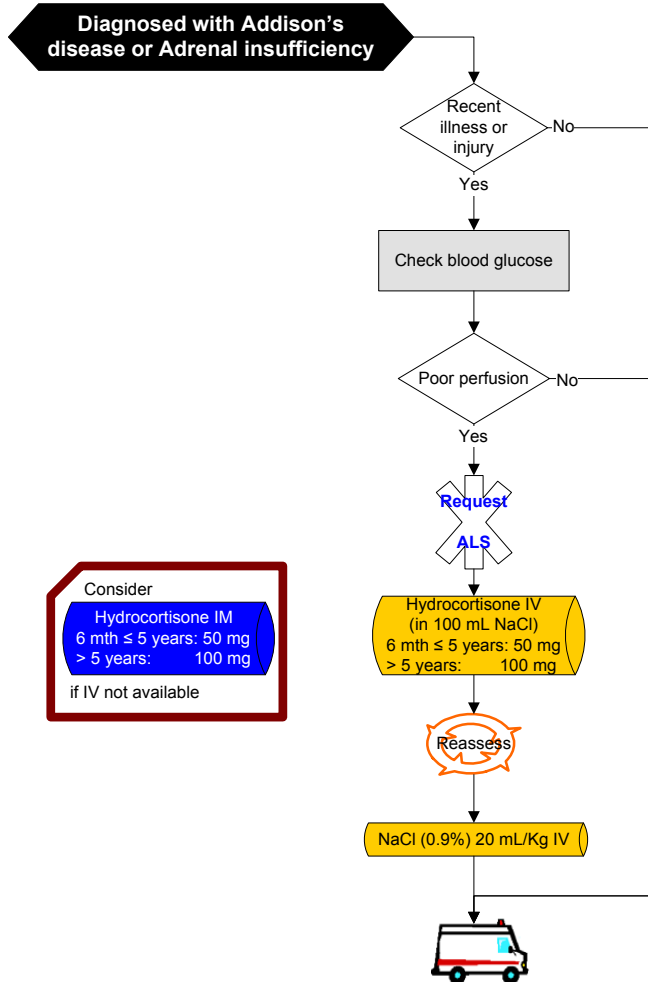 Diagnosed with Addison's
disease or Adrenal insufficiency
Recent
illness or
injury
No
Yes
Check blood glucose
Poor perfusion
No
Yes
Request
ALS
Consider
Hydrocortisone IM
6 mth ≤ 5 years: 50 mg
> 5 years: 100 mg
if IV not available
Hydrocortisone IV
(in 100 mL NaCl)
6 mth ≤ 5 years: 50 mg
> 5 years: 100 mg
Reassess
NaCl (0.9%) 20 mL/Kg IV